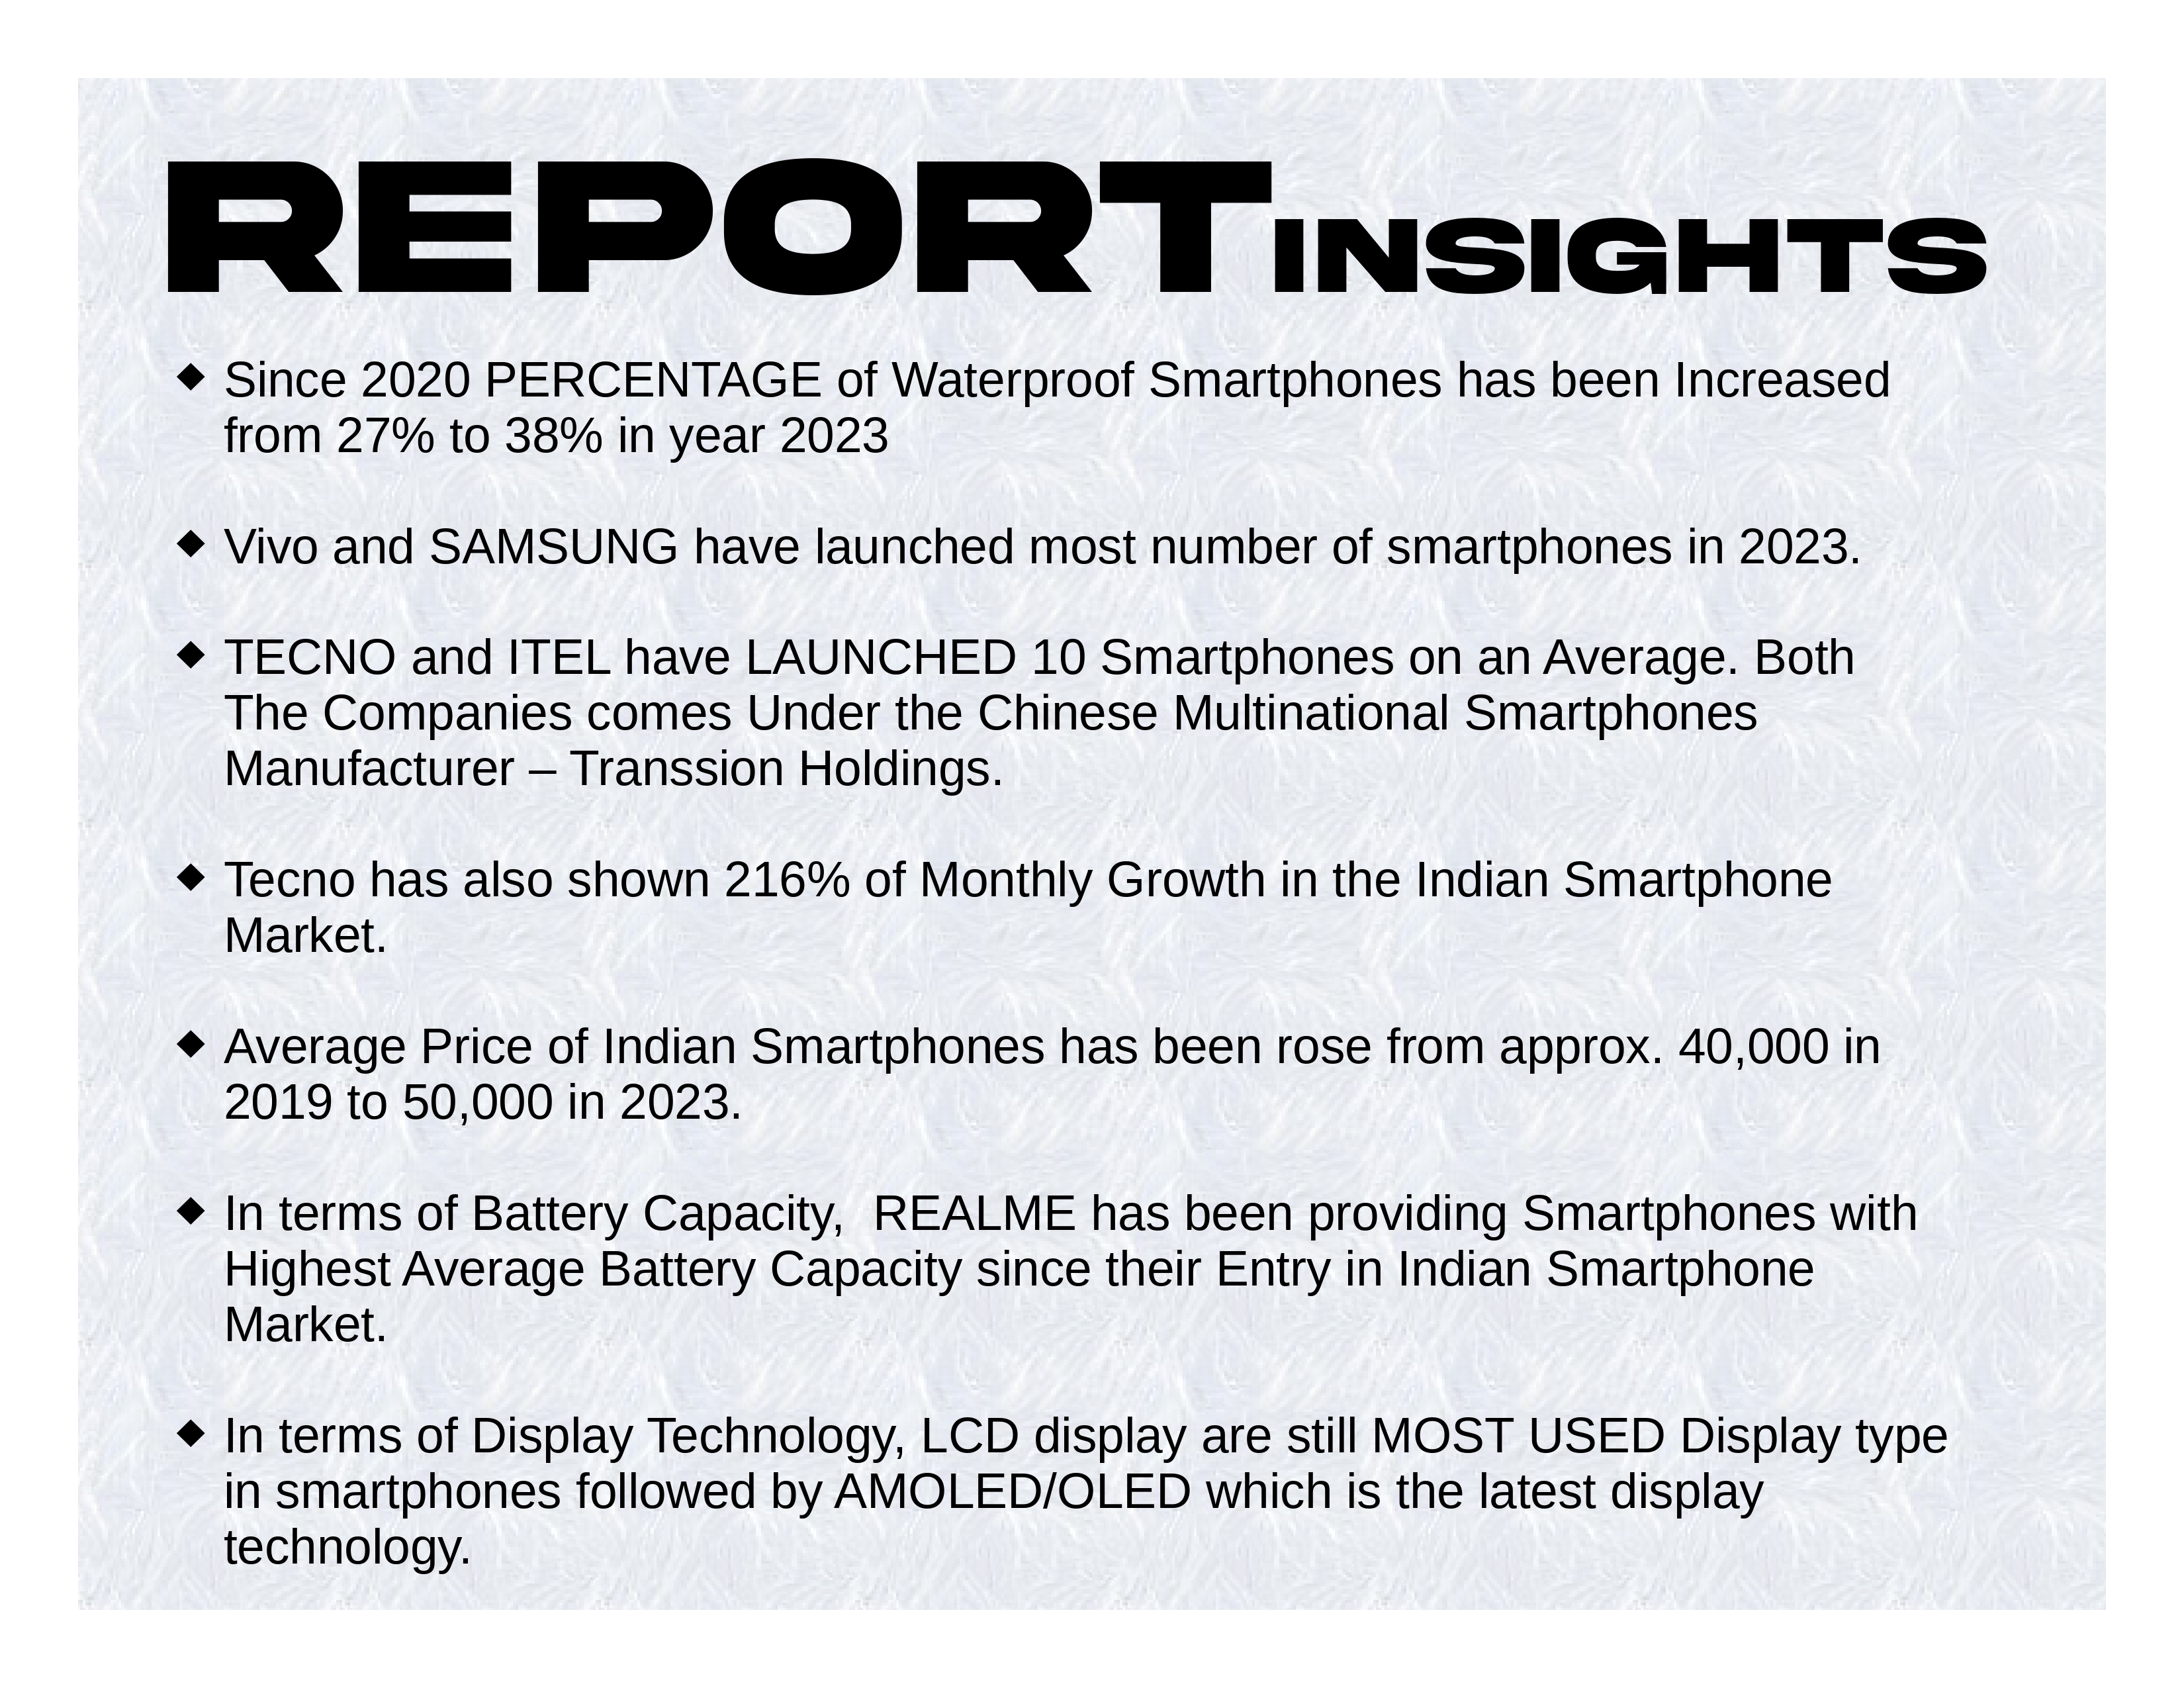 REPORT INSIGHTS
◆ Since 2020 PERCENTAGE of Waterproof Smartphones has been Increased
from 27% to 38% in year 2023
◆ Vivo and SAMSUNG have launched most number of smartphones in 2023.
◆ TECNO and ITEL have LAUNCHED 10 Smartphones on an Average. Both
The Companies comes Under the Chinese Multinational Smartphones
Manufacturer – Transsion Holdings.
◆ Tecno has also shown 216% of Monthly Growth in the Indian Smartphone
Market.
◆ Average Price of Indian Smartphones has been rose from approx. 40,000 in
2019 to 50,000 in 2023.
◆ In terms of Battery Capacity,  REALME has been providing Smartphones with
Highest Average Battery Capacity since their Entry in Indian Smartphone
Market.
◆ In terms of Display Technology, LCD display are still MOST USED Display type
in smartphones followed by AMOLED/OLED which is the latest display
technology.